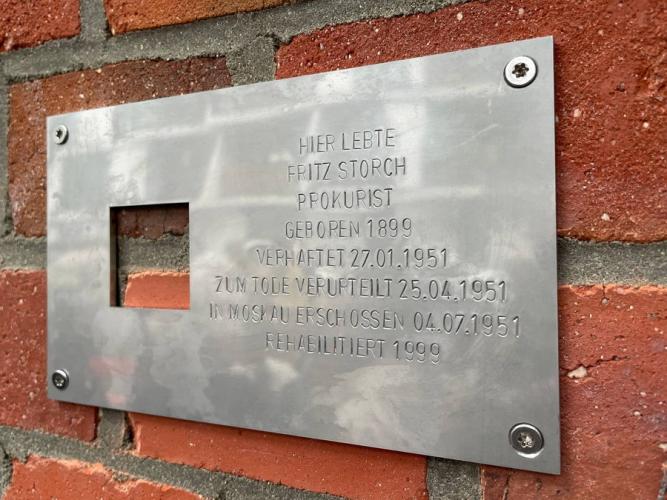 HIER LEBTE
FRITZ STORCH
PROKURIST
GEBOREN 1899
VERHAFTET 27.01.1951
ZUM TODE VERURTEILT 25.04.1951
IN MOSKAU ERSCHOSSEN 04.07.1951
REHABILITIERT 1999